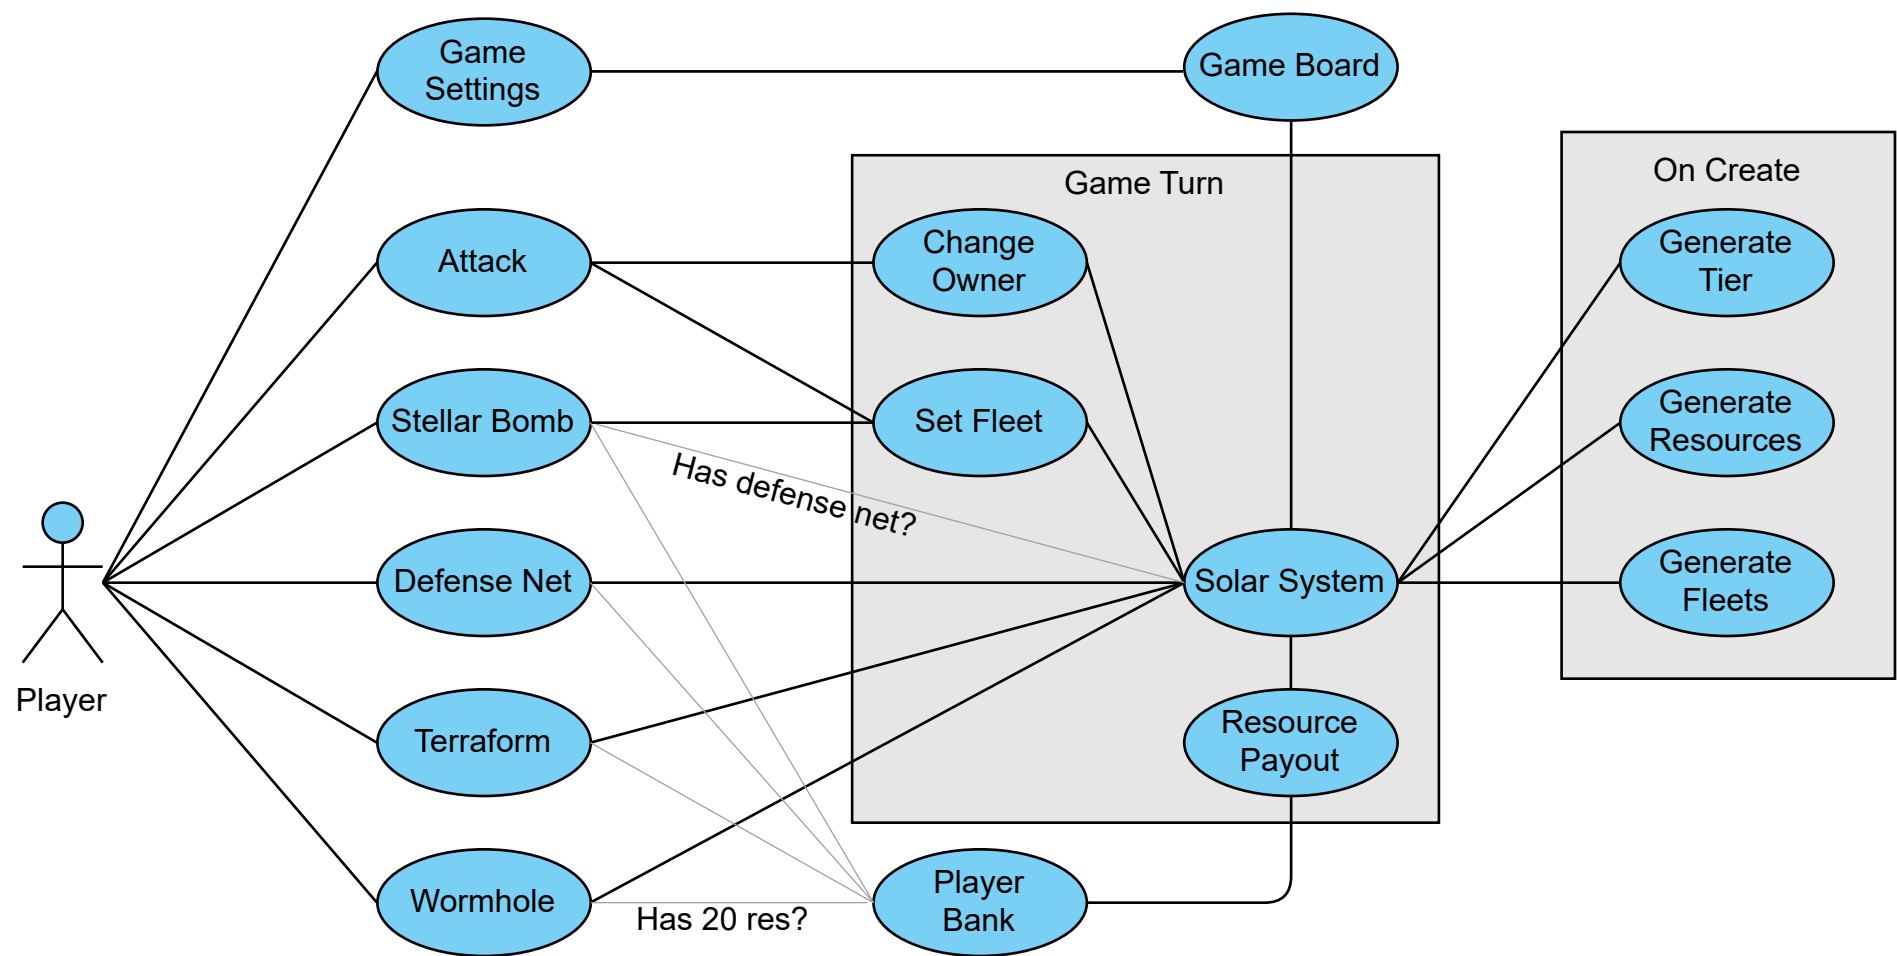 Game
Settings
Game Board
On Create
Game Turn
Attack
Change
Owner
Generate
Tier
Stellar Bomb
Set Fleet
Generate
Resources
Has defense net?
Defense Net
Solar System
Generate
Fleets
Player
Terraform
Resource
Payout
Wormhole
Has 20 res?
Player
Bank